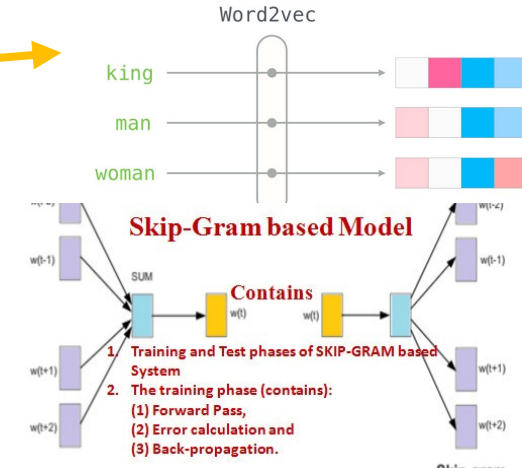 Word2vec
king
man
woman
w(t-2)
Skip-Gram based Model
w(t-1)
w(t-1)
SUM
Contains
w(t)
w(t)
1. Training and Test phases of SKIP-GRAM based
System
w(t+1)
w(t+1)
2. The training phase (contains):
(1) Forward Pass,
(2) Error calculation and
w(t+2)
w(t+2)
(3) Back-propagation.